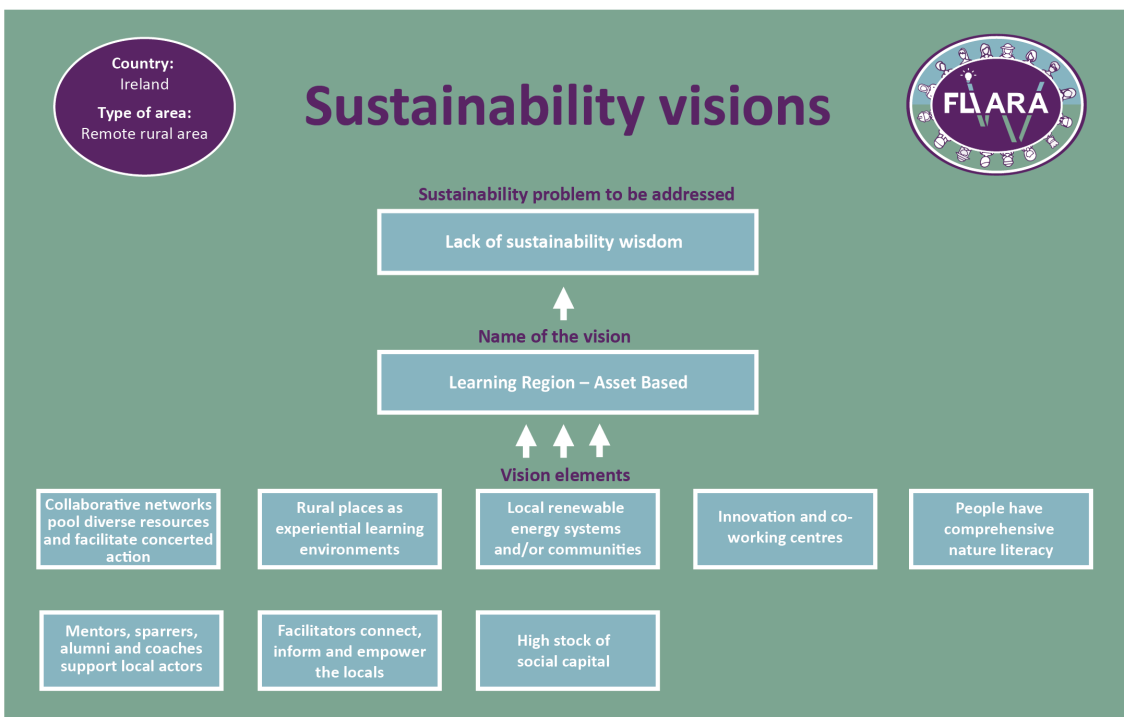 Country:
Ireland
Type of area:
Remote rural area
Sustainability visions
FLIARA
Sustainability problem to be addressed
Lack of sustainability wisdom
Name of the vision
Learning Region – Asset Based
Vision elements
Collaborative networks
pool diverse resources
and facilitate concerted
action
Rural places as
experiential learning
environments
Local renewable
energy systems
and/or communities
Innovation and co-
working centres
People have
comprehensive
nature literacy
Mentors, sparrers,
alumni and coaches
support local actors
Facilitators connect,
inform and empower
the locals
High stock of
social capital